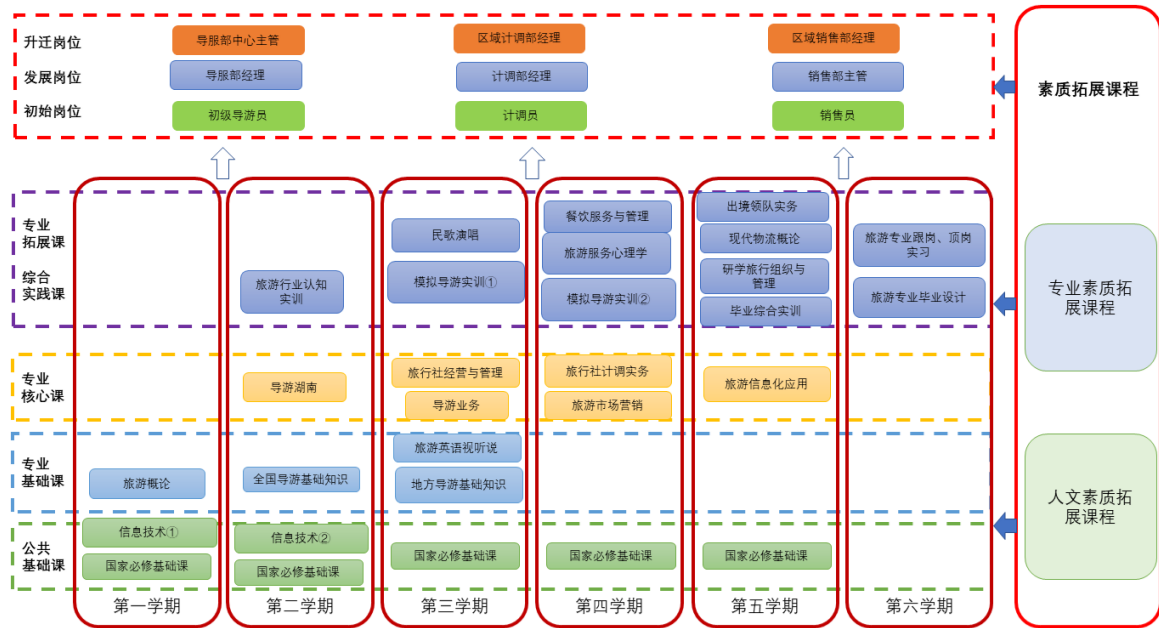 升迁岗位
导服部中心主管
区域计调部经理
区域销售部经理
发展岗位
导服部经理
计调部经理
销售部主管
初始岗位
初级导游员
计调员
销售员
素质拓展课程
专业
拓展课
综合
实践课
旅游行业认知
实训
民歌演唱
模拟导游实训①
餐饮服务与管理
旅游服务心理学
模拟导游实训②
出境领队实务
现代物流概论
研学旅行组织与
管理
毕业综合实训
旅游专业跟岗、顶岗
实习
旅游专业毕业设计
专业素质拓
展课程
专业
核心课
导游湖南
旅行社经营与管理
导游业务
旅行社计调实务
旅游市场营销
旅游信息化应用
专业
基础课
旅游概论
全国导游基础知识
旅游英语视听说
地方导游基础知识
人文素质拓
展课程
公共
基础课
信息技术①
国家必修基础课
信息技术②
国家必修基础课
国家必修基础课
国家必修基础课
国家必修基础课
第一学期
第二学期
第三学期
第四学期
第五学期
第六学期